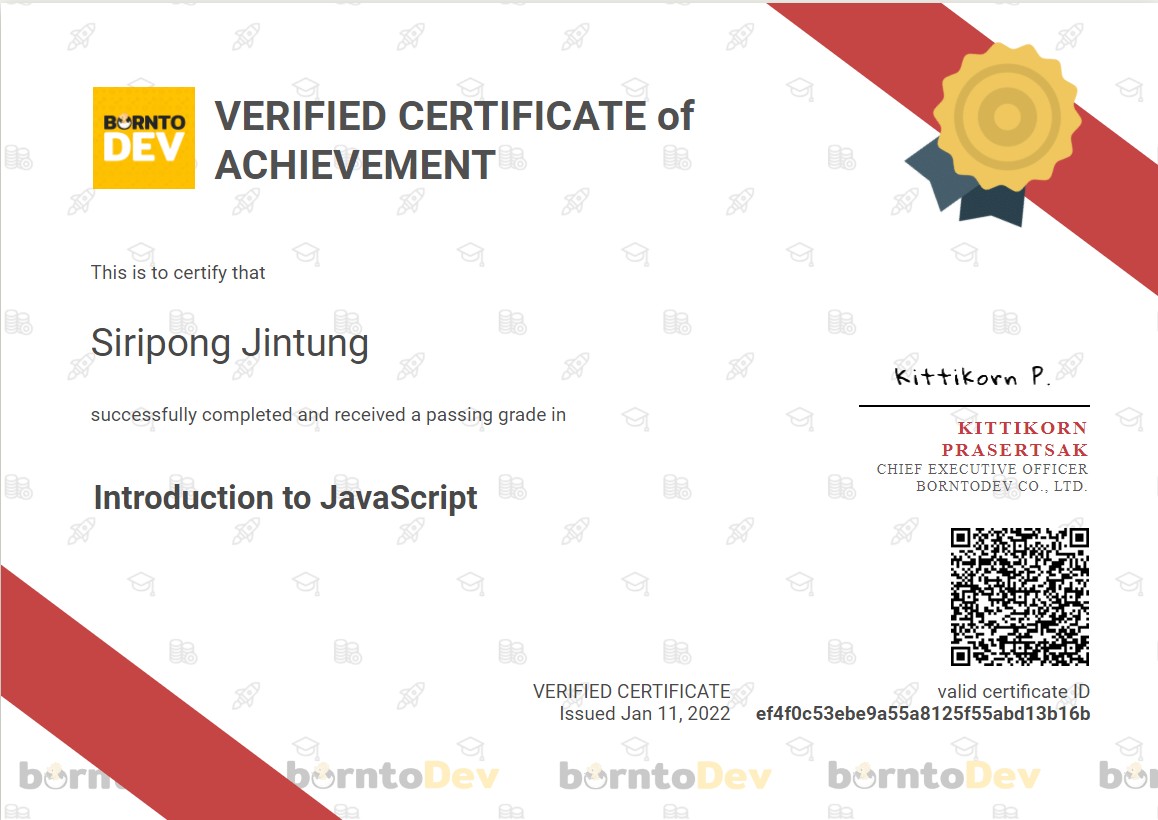 BORNTO
DEV
VERIFIED CERTIFICATE of
ACHIEVEMENT
This is to certify that
Siripong Jintung
successfully completed and received a passing grade in
Introduction to JavaScript
Kittikorn P.
KITTIKORN
PRASERTSAK
CHIEF EXECUTIVE OFFICER
BORNTODEV CO., LTD.
VERIFIED CERTIFICATE
Issued Jan 11, 2022
valid certificate ID
ef4f0c53ebe9a55a8125f55abd13b16b
born
borntoDev
borntoDev
borntoDev
bor